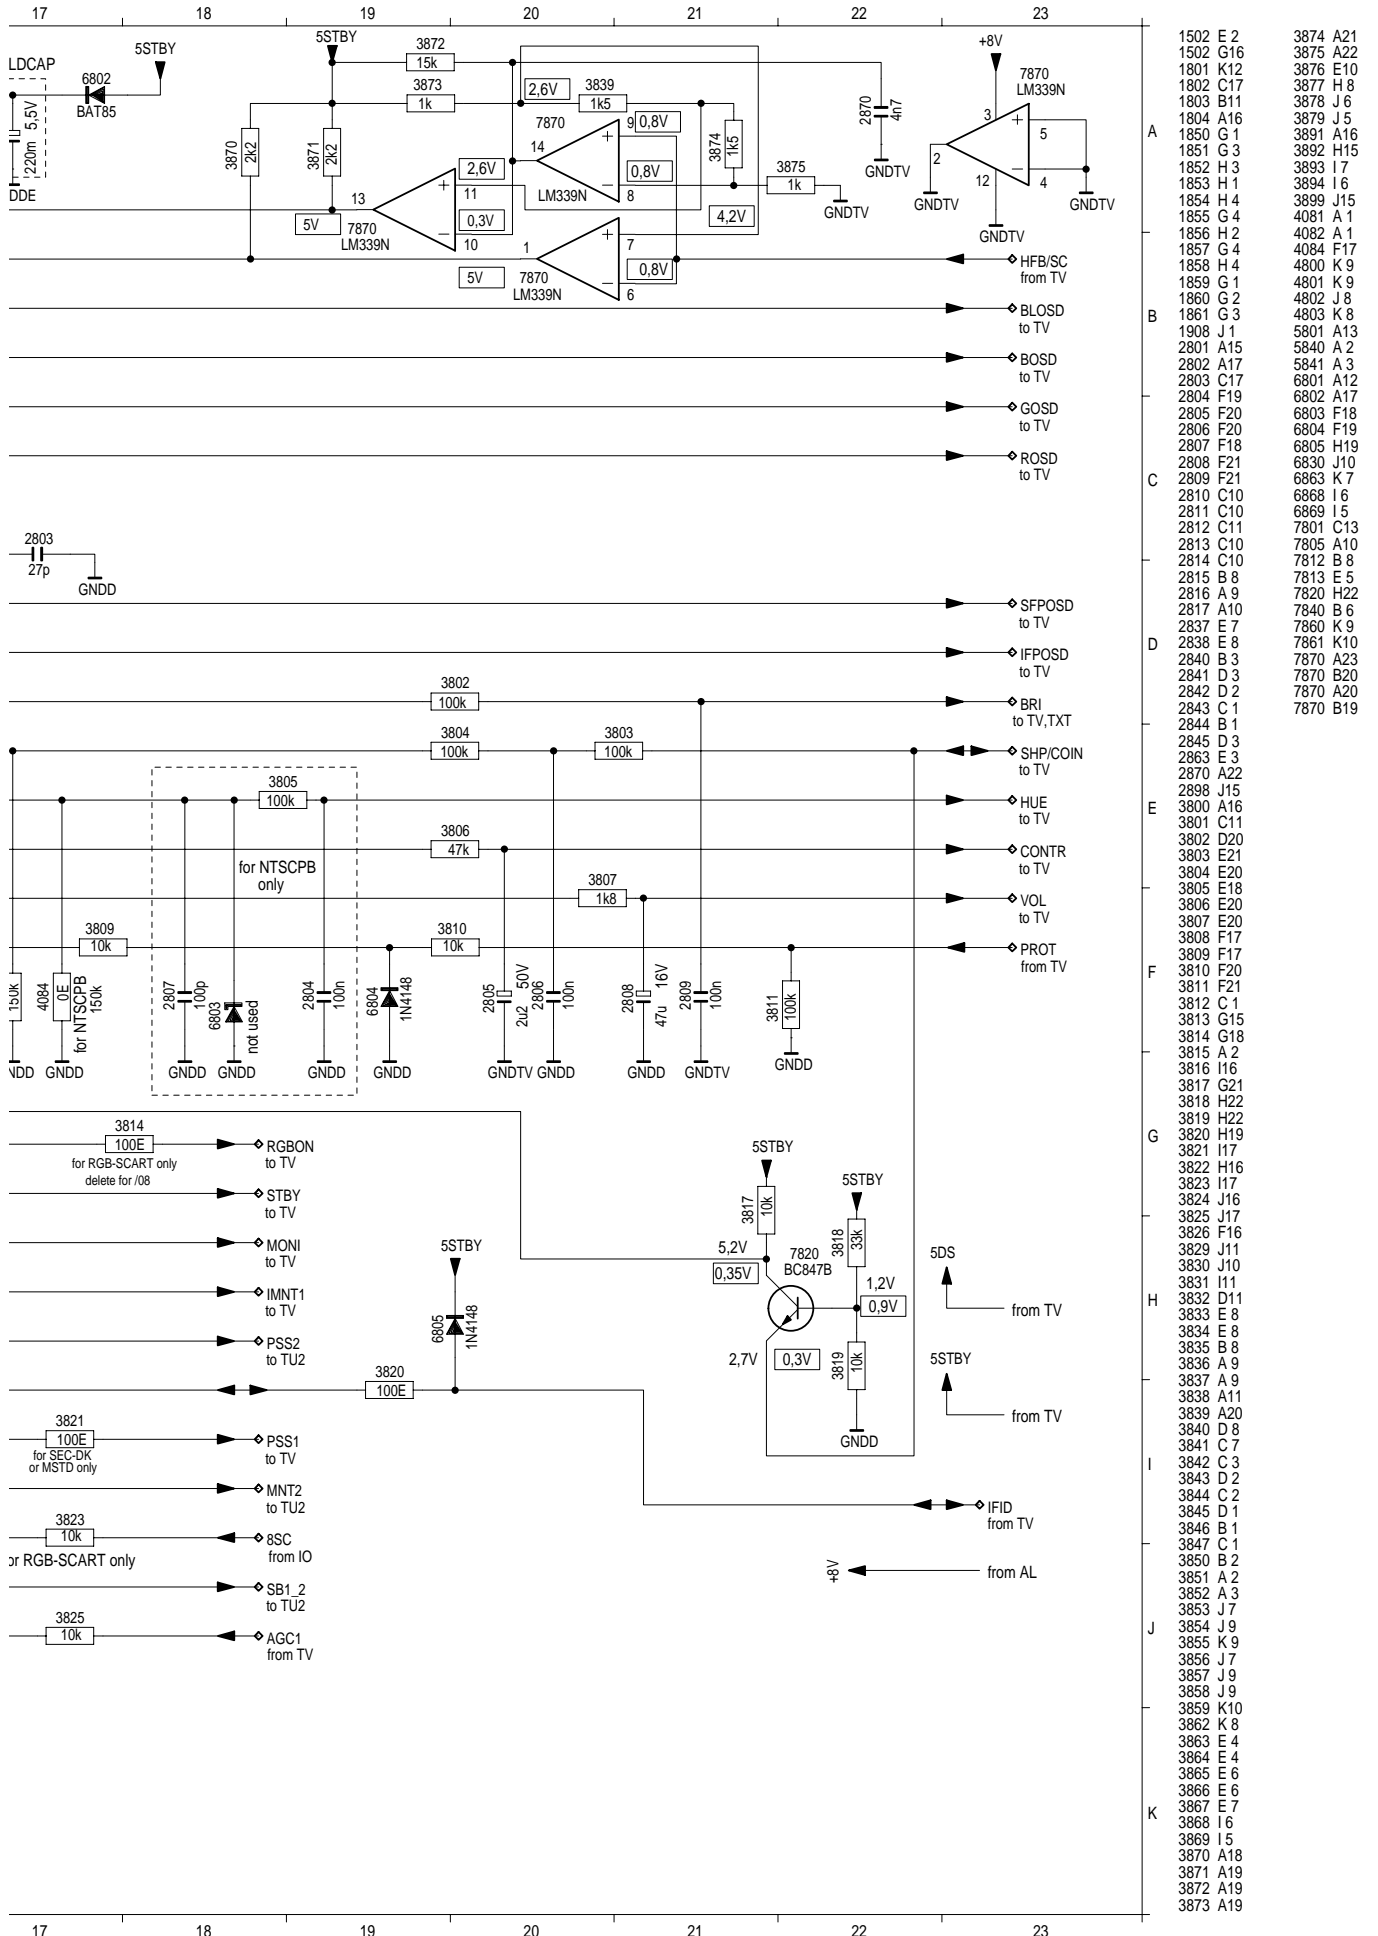 17 18 19 20 21 22 23
5STBY
5STBY
+8V
LDCAP
6802
BAT85
5,5V
220m
DDE
3872
15k
3873
1k
2,6V
3839
1k5
2870
4n7
GNDTV
7870
LM339N
3
5
2
12
4
GNDTV
GNDTV
GNDTV
3870
2k2
3871
2k2
7870
14
9
0,8V
0,8V
8
LM339N
3874
1k5
3875
1k
GNDTV
2,6V
11
0,3V
10
13
5V
7870
LM339N
4,2V
1
7
0,8V
6
5V
7870
LM339N
A
HFB/SC
from TV
B
BLOSD
to TV
BOSD
to TV
GOSD
to TV
ROSD
to TV
C
2803
27p
GNDD
SFPOSD
to TV
D
IFPOSD
to TV
3802
100k
BRI
to TV,TXT
3804
100k
3803
100k
SHP/COIN
to TV
3805
100k
HUE
to TV
E
3806
47k
CONTR
to TV
for NTSCPB
only
3807
1k8
VOL
to TV
3809
10k
3810
10k
PROT
from TV
F
150k
4084
0E
for NTSCPB
150k
2807
100p
6803
not used
2804
100n
6804
1N4148
2805
50V
2u2
2806
100n
2808
16V
47u
2809
100n
3811
100k
NDD GNDD GNDD GNDD GNDD GNDD GNDTV GNDD GNDD GNDTV GNDD
G
3814
100E
for RGB-SCART only
delete for /08
RGBON
to TV
STBY
to TV
MONI
to TV
IMNT1
to TV
PSS2
to TU2
5STBY
6805
1N4148
3820
100E
5STBY
3817
10k
5STBY
3818
33k
5,2V
0,35V
7820
BC847B
1,2V
0,9V
2,7V
0,3V
3819
10k
GNDD
5DS
from TV
H
5STBY
from TV
3821
100E
for SEC-DK
or MSTD only
PSS1
to TV
I
MNT2
to TU2
IFID
from TV
3823
10k
or RGB-SCART only
8SC
from IO
+8V
from AL
SB1_2
to TU2
3825
10k
AGC1
from TV
J
K
17 18 19 20 21 22 23
1502 E 2
1502 G16
1801 K12
1802 C17
1803 B11
1804 A16
1850 G 1
1851 G 3
1852 H 3
1853 H 1
1854 H 4
1855 G 4
1856 H 2
1857 G 4
1858 H 4
1859 G 1
1860 G 2
1861 G 3
1908 J 1
2801 A15
2802 A17
2803 C17
2804 F19
2805 F20
2806 F20
2807 F18
2808 F21
2809 F21
2810 C10
2811 C10
2812 C11
2813 C10
2814 C10
2815 B 8
2816 A 9
2817 A10
2837 E 7
2838 E 8
2840 B 3
2841 D 3
2842 D 2
2843 C 1
2844 B 1
2845 D 3
2863 E 3
2870 A22
2898 J15
3800 A16
3801 C11
3802 D20
3803 E21
3804 E20
3805 E18
3806 E20
3807 E20
3808 F17
3809 F17
3810 F20
3811 F21
3812 C 1
3813 G15
3814 G18
3815 A 2
3816 I16
3817 G21
3818 H22
3819 H22
3820 H19
3821 I17
3822 H16
3823 I17
3824 J16
3825 J17
3826 F16
3829 J11
3830 J10
3831 I11
3832 D11
3833 E 8
3834 E 8
3835 B 8
3836 A 9
3837 A 9
3838 A11
3839 A20
3840 D 8
3841 C 7
3842 C 3
3843 D 2
3844 C 2
3845 D 1
3846 B 1
3847 C 1
3850 B 2
3851 A 2
3852 A 3
3853 J 7
3854 J 9
3855 K 9
3856 J 7
3857 J 9
3858 J 9
3859 K10
3862 K 8
3863 E 4
3864 E 4
3865 E 6
3866 E 6
3867 E 7
3868 I 6
3869 I 5
3870 A18
3871 A19
3872 A19
3873 A19
3874 A21
3875 A22
3876 E10
3877 H 8
3878 J 6
3879 J 5
3891 A16
3892 H15
3893 I 7
3894 I 6
3899 J15
4081 A 1
4082 A 1
4084 F17
4800 K 9
4801 K 9
4802 J 8
4803 K 8
5801 A13
5840 A 2
5841 A 3
6801 A12
6802 A17
6803 F18
6804 F19
6805 H19
6830 J10
6863 K 7
6868 I 6
6869 I 5
7801 C13
7805 A10
7812 B 8
7813 E 5
7820 H22
7840 B 6
7860 K 9
7861 K10
7870 A23
7870 B20
7870 A20
7870 B19